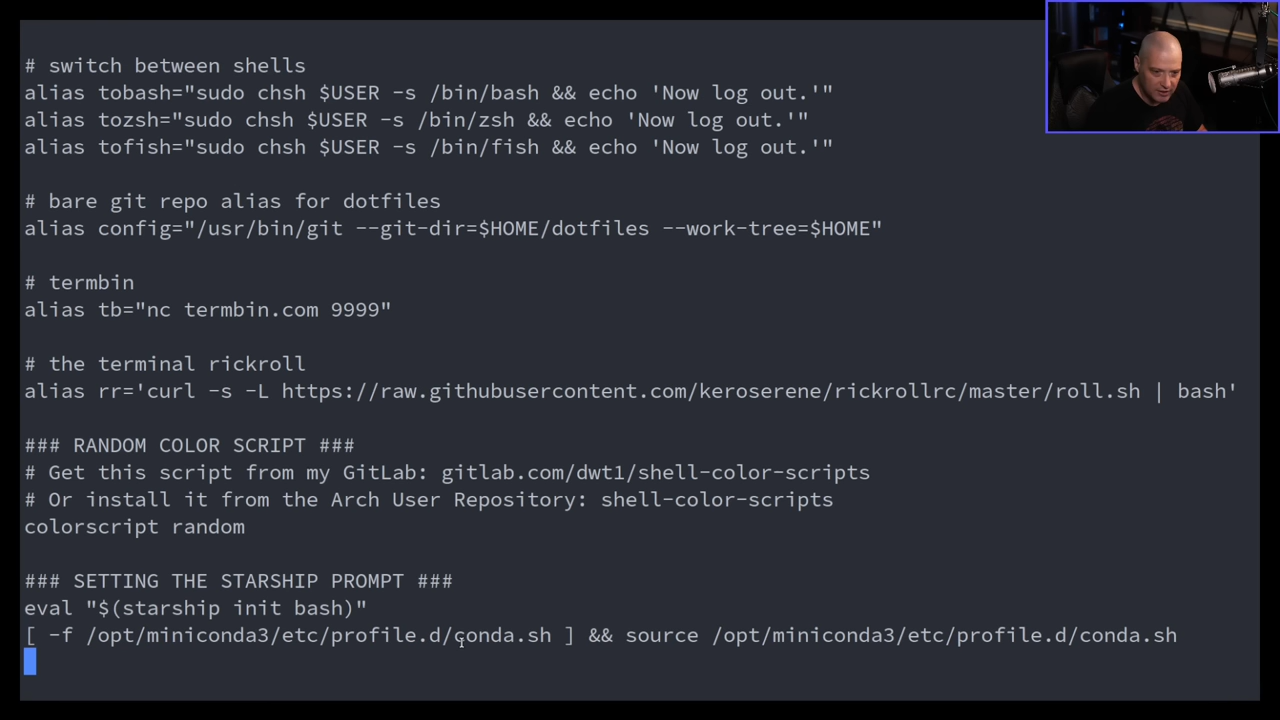 # switch between shells
alias tobash="sudo chsh $USER -s /bin/bash && echo 'Now log out.'"
alias tozsh="sudo chsh $USER -s /bin/zsh && echo 'Now log out.'"
alias tofish="sudo chsh $USER -s /bin/fish && echo 'Now log out.'"
# bare git repo alias for dotfiles
alias config="/usr/bin/git --git-dir=$HOME/dotfiles --work-tree=$HOME"
# termbin
alias tb="nc termbin.com 9999"
# the terminal rickroll
alias rr='curl -s -L https://raw.githubusercontent.com/keroserene/rickrollrc/master/roll.sh | bash'
### RANDOM COLOR SCRIPT ###
# Get this script from my GitLab: gitlab.com/dwt1/shell-color-scripts
# Or install it from the Arch User Repository: shell-color-scripts
colorscript random
### SETTING THE STARSHIP PROMPT ###
eval "$(starship init bash)"
[ -f /opt/miniconda3/etc/profile.d/conda.sh ] && source /opt/miniconda3/etc/profile.d/conda.sh